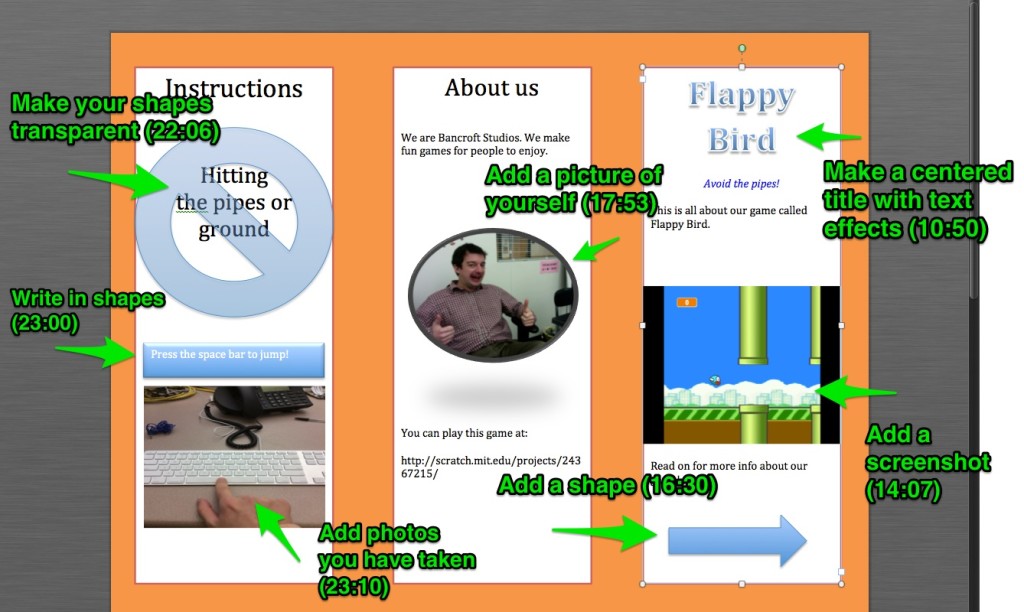 Instructions
Make your shapes
transparent (22:06)
Hitting
the pipes or
ground
Write in shapes
(23:00)
Press the space bar to jump!
Add photos
you have taken
(23:10)
About us
We are Bancroft Studios. We make
fun games for people to enjoy.
Add a picture of
yourself (17:53)
You can play this game at:
http://scratch.mit.edu/projects/243
67215/
Add a shape (16:30)
Flappy
Bird
Make a centered
title with text
effects (10:50)
Avoid the pipes!
This is all about our game called
Flappy Bird.
Add a
screenshot
(14:07)
Read on for more info about our